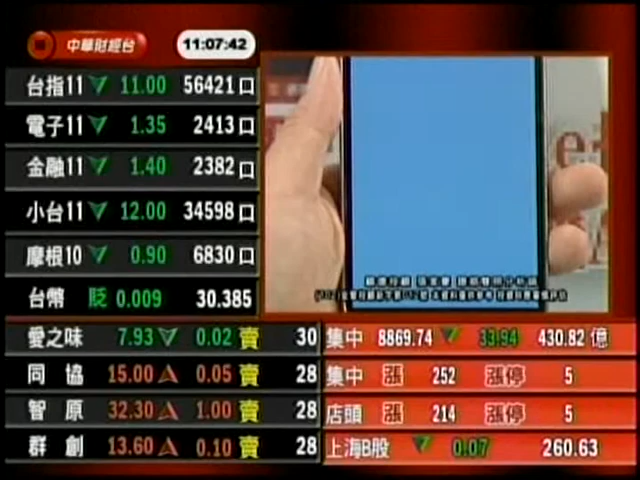 中華財經台 11:07:42
台指11 11.00 56421口
電子11 1.35 2413口
金融11 1.40 2382口
小台11 12.00 34598口
摩根10 0.90 6830口
台幣 貶 0.009 30.385
愛之味 7.93 0.02 賣 30
同協 15.00 0.05 賣 28
智原 32.30 1.00 賣 28
群創 13.60 0.10 賣 28
集中 8869.74 33.94 430.82 億
集中 漲 252 漲停 5
店頭 漲 214 漲停 5
上海B股 0.07 260.63